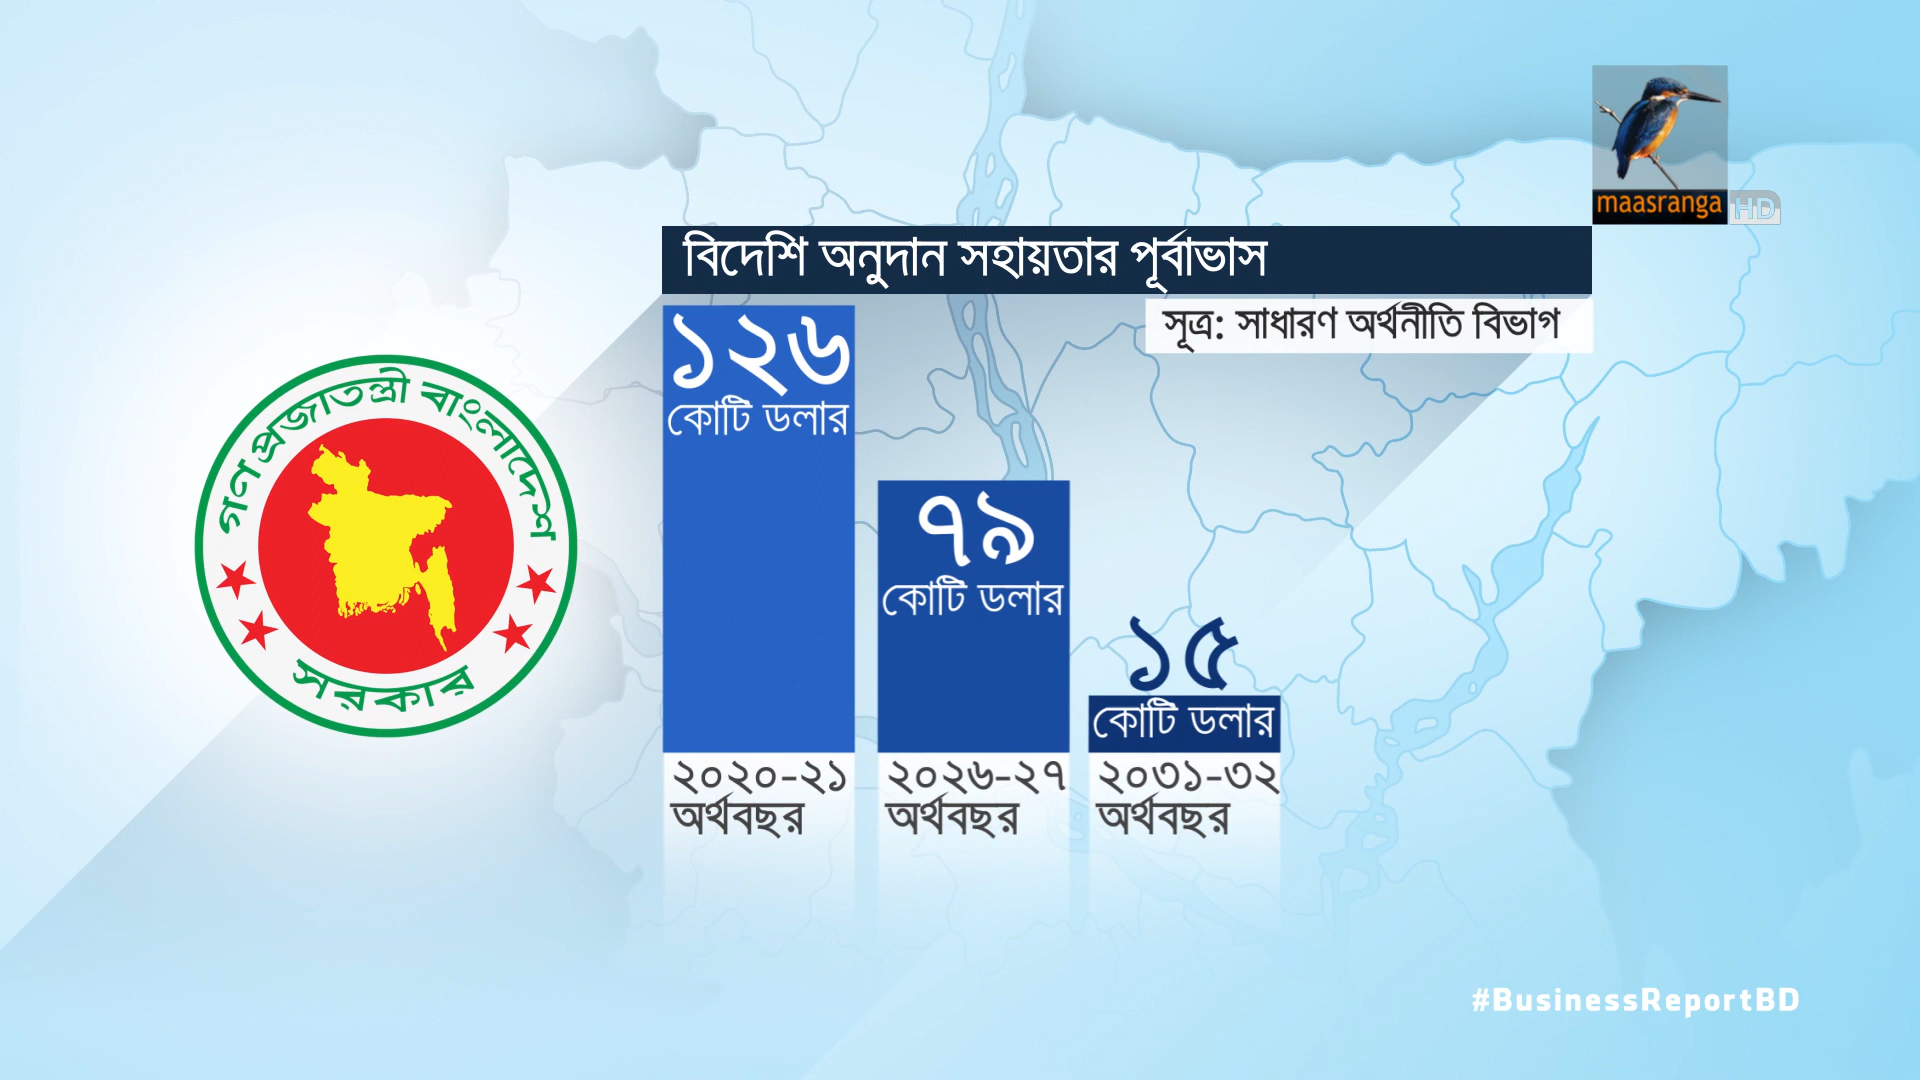 maasranga HD
বিদেশি অনুদান সহায়তার পূর্বাভাস
সূত্র: সাধারণ অর্থনীতি বিভাগ
গণপ্রজাতন্ত্রী বাংলাদেশ
সরকার
১২৬
কোটি ডলার
২০২০-২১
অর্থবছর
৭৯
কোটি ডলার
২০২৬-২৭
অর্থবছর
১৫
কোটি ডলার
২০৩১-৩২
অর্থবছর
#BusinessReportBD